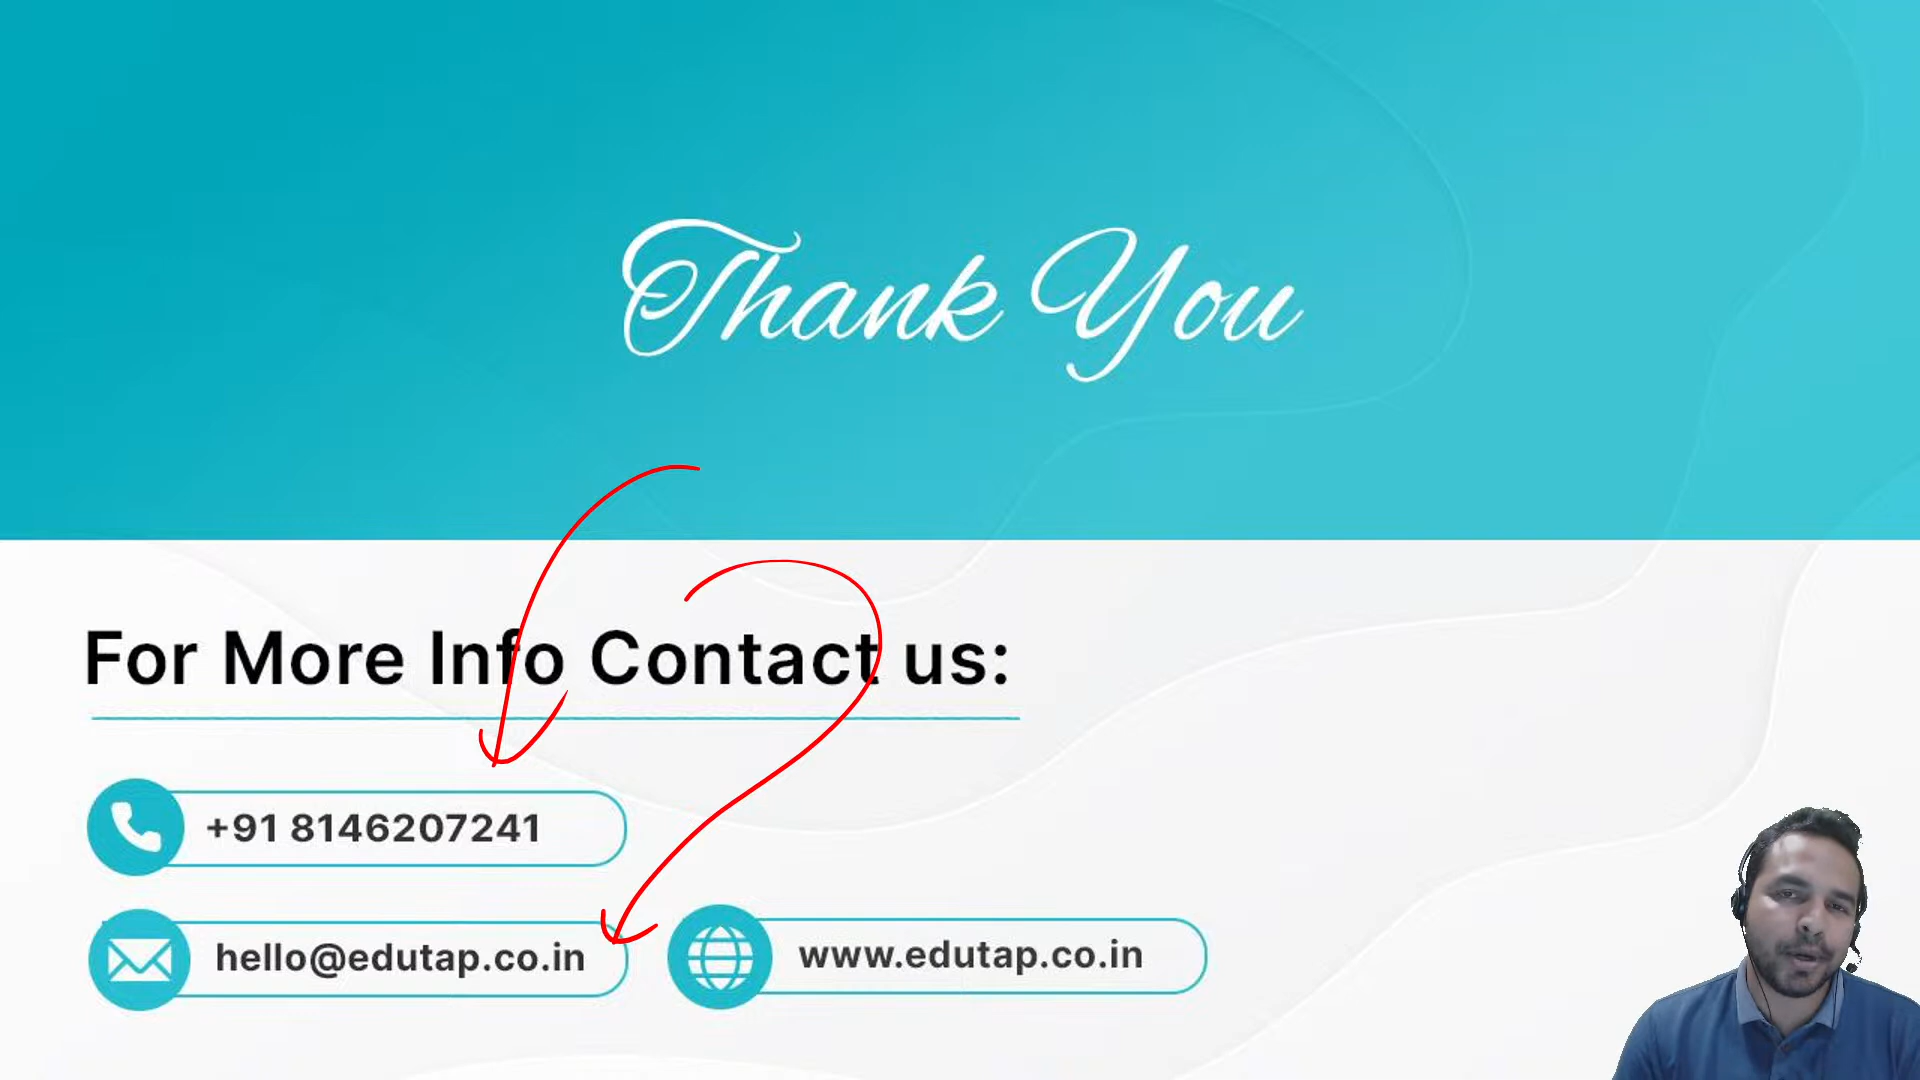 Thank You
For More Info Contact us:
+91 8146207241
hello@edutap.co.in
www.edutap.co.in